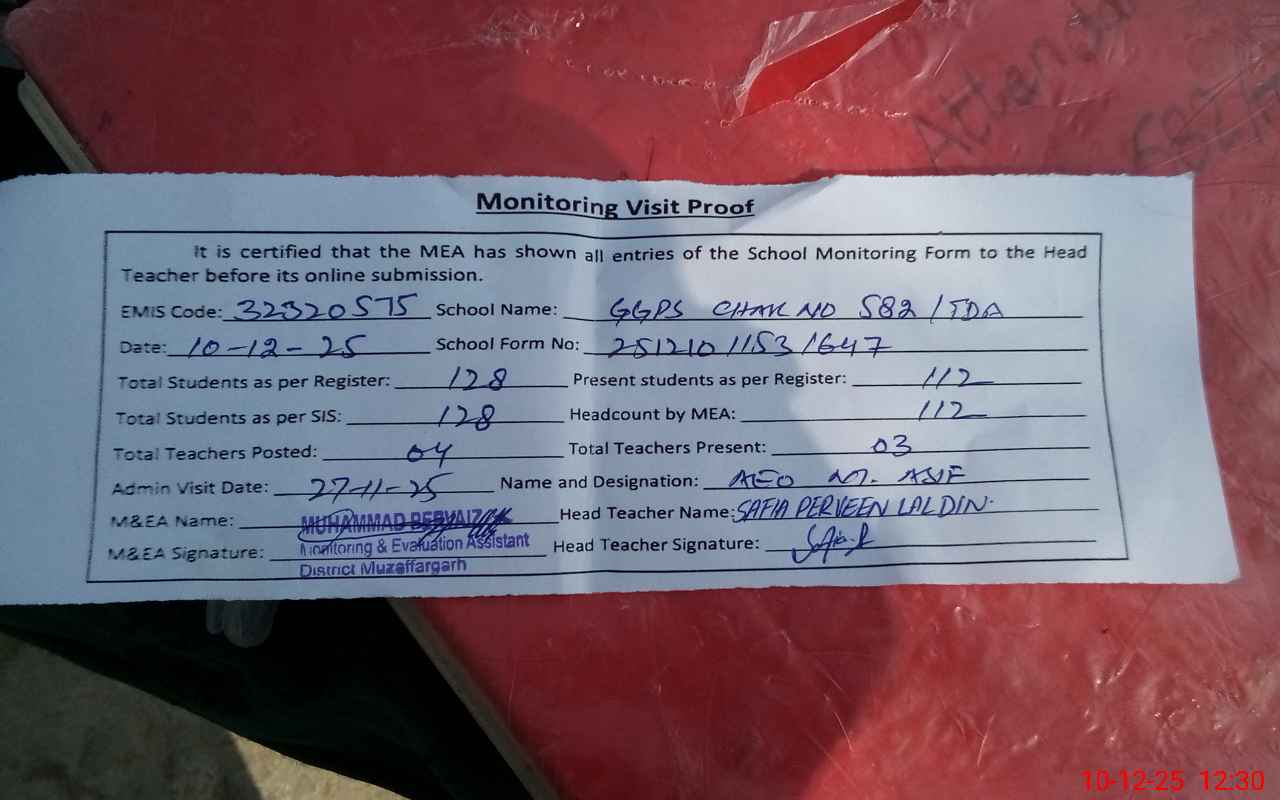 Attan
582
Monitoring Visit Proof
It is certified that the MEA has shown all entries of the School Monitoring Form to the Head
Teacher before its online submission.
EMIS Code: 32320575 School Name: GGPS CHAK NO 582/TDA
Date: 10-12-25 School Form No: 25121011531647
Total Students as per Register: 128 Present students as per Register: 112
Total Students as per SIS: 128 Headcount by MEA: 112
Total Teachers Posted: 04 Total Teachers Present: 03
Admin Visit Date: 27-11-25 Name and Designation: AEO M. ASIF
M&EA Name: MUHAMMAD PERVAIZ Head Teacher Name: SAFIA PERVEEN LALDIN.
M&EA Signature: Monitoring & Evaluation Assistant Head Teacher Signature:
District Muzaffargarh
10-12-25 12:30